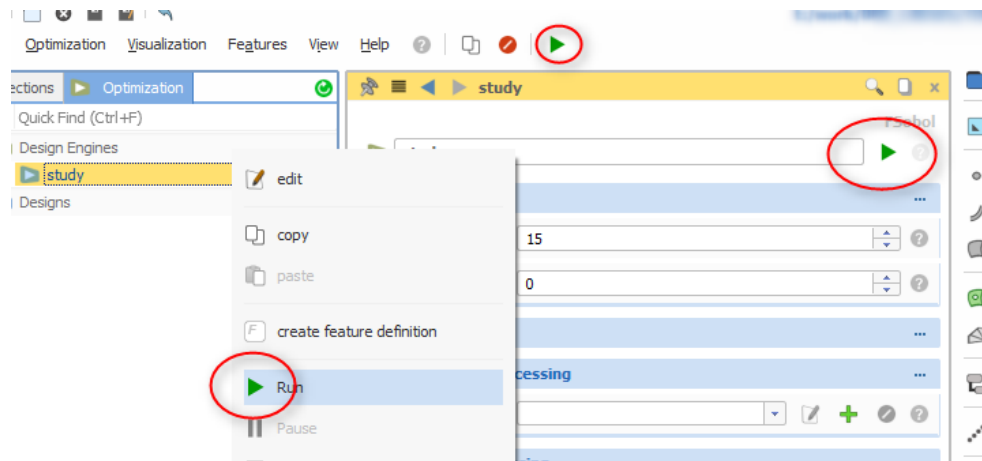 Optimization Visualization Features View Help
ections Optimization
study
Quick Find (Ctrl+F)
TSobol
Design Engines
study
Designs
edit
copy
15
paste
0
create feature definition
cessing
Run
Pause